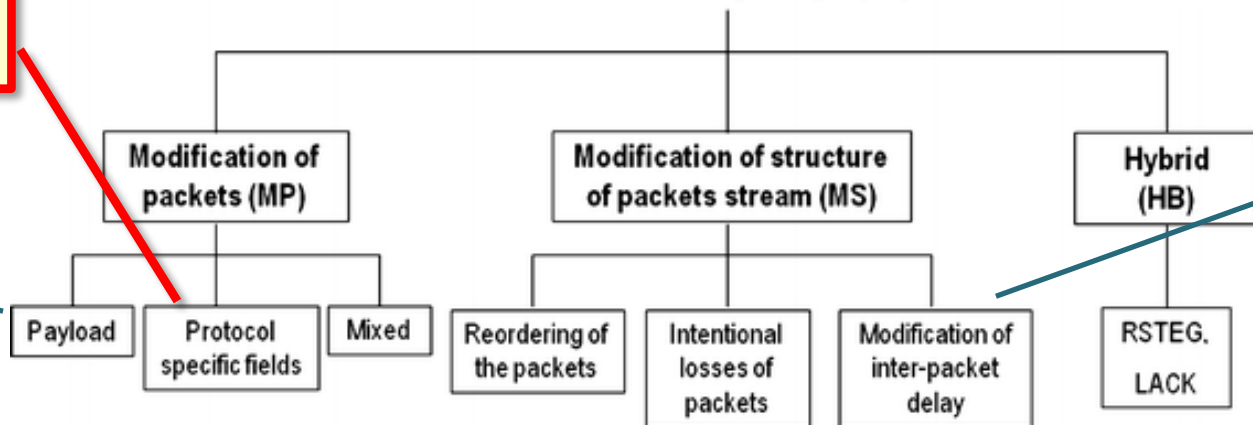 Modification of
packets (MP)
Modification of structure
of packets stream (MS)
Hybrid
(HB)
Payload
Protocol
specific fields
Mixed
Reordering of
the packets
Intentional
losses of
packets
Modification of
inter-packet
delay
RSTEG,
LACK